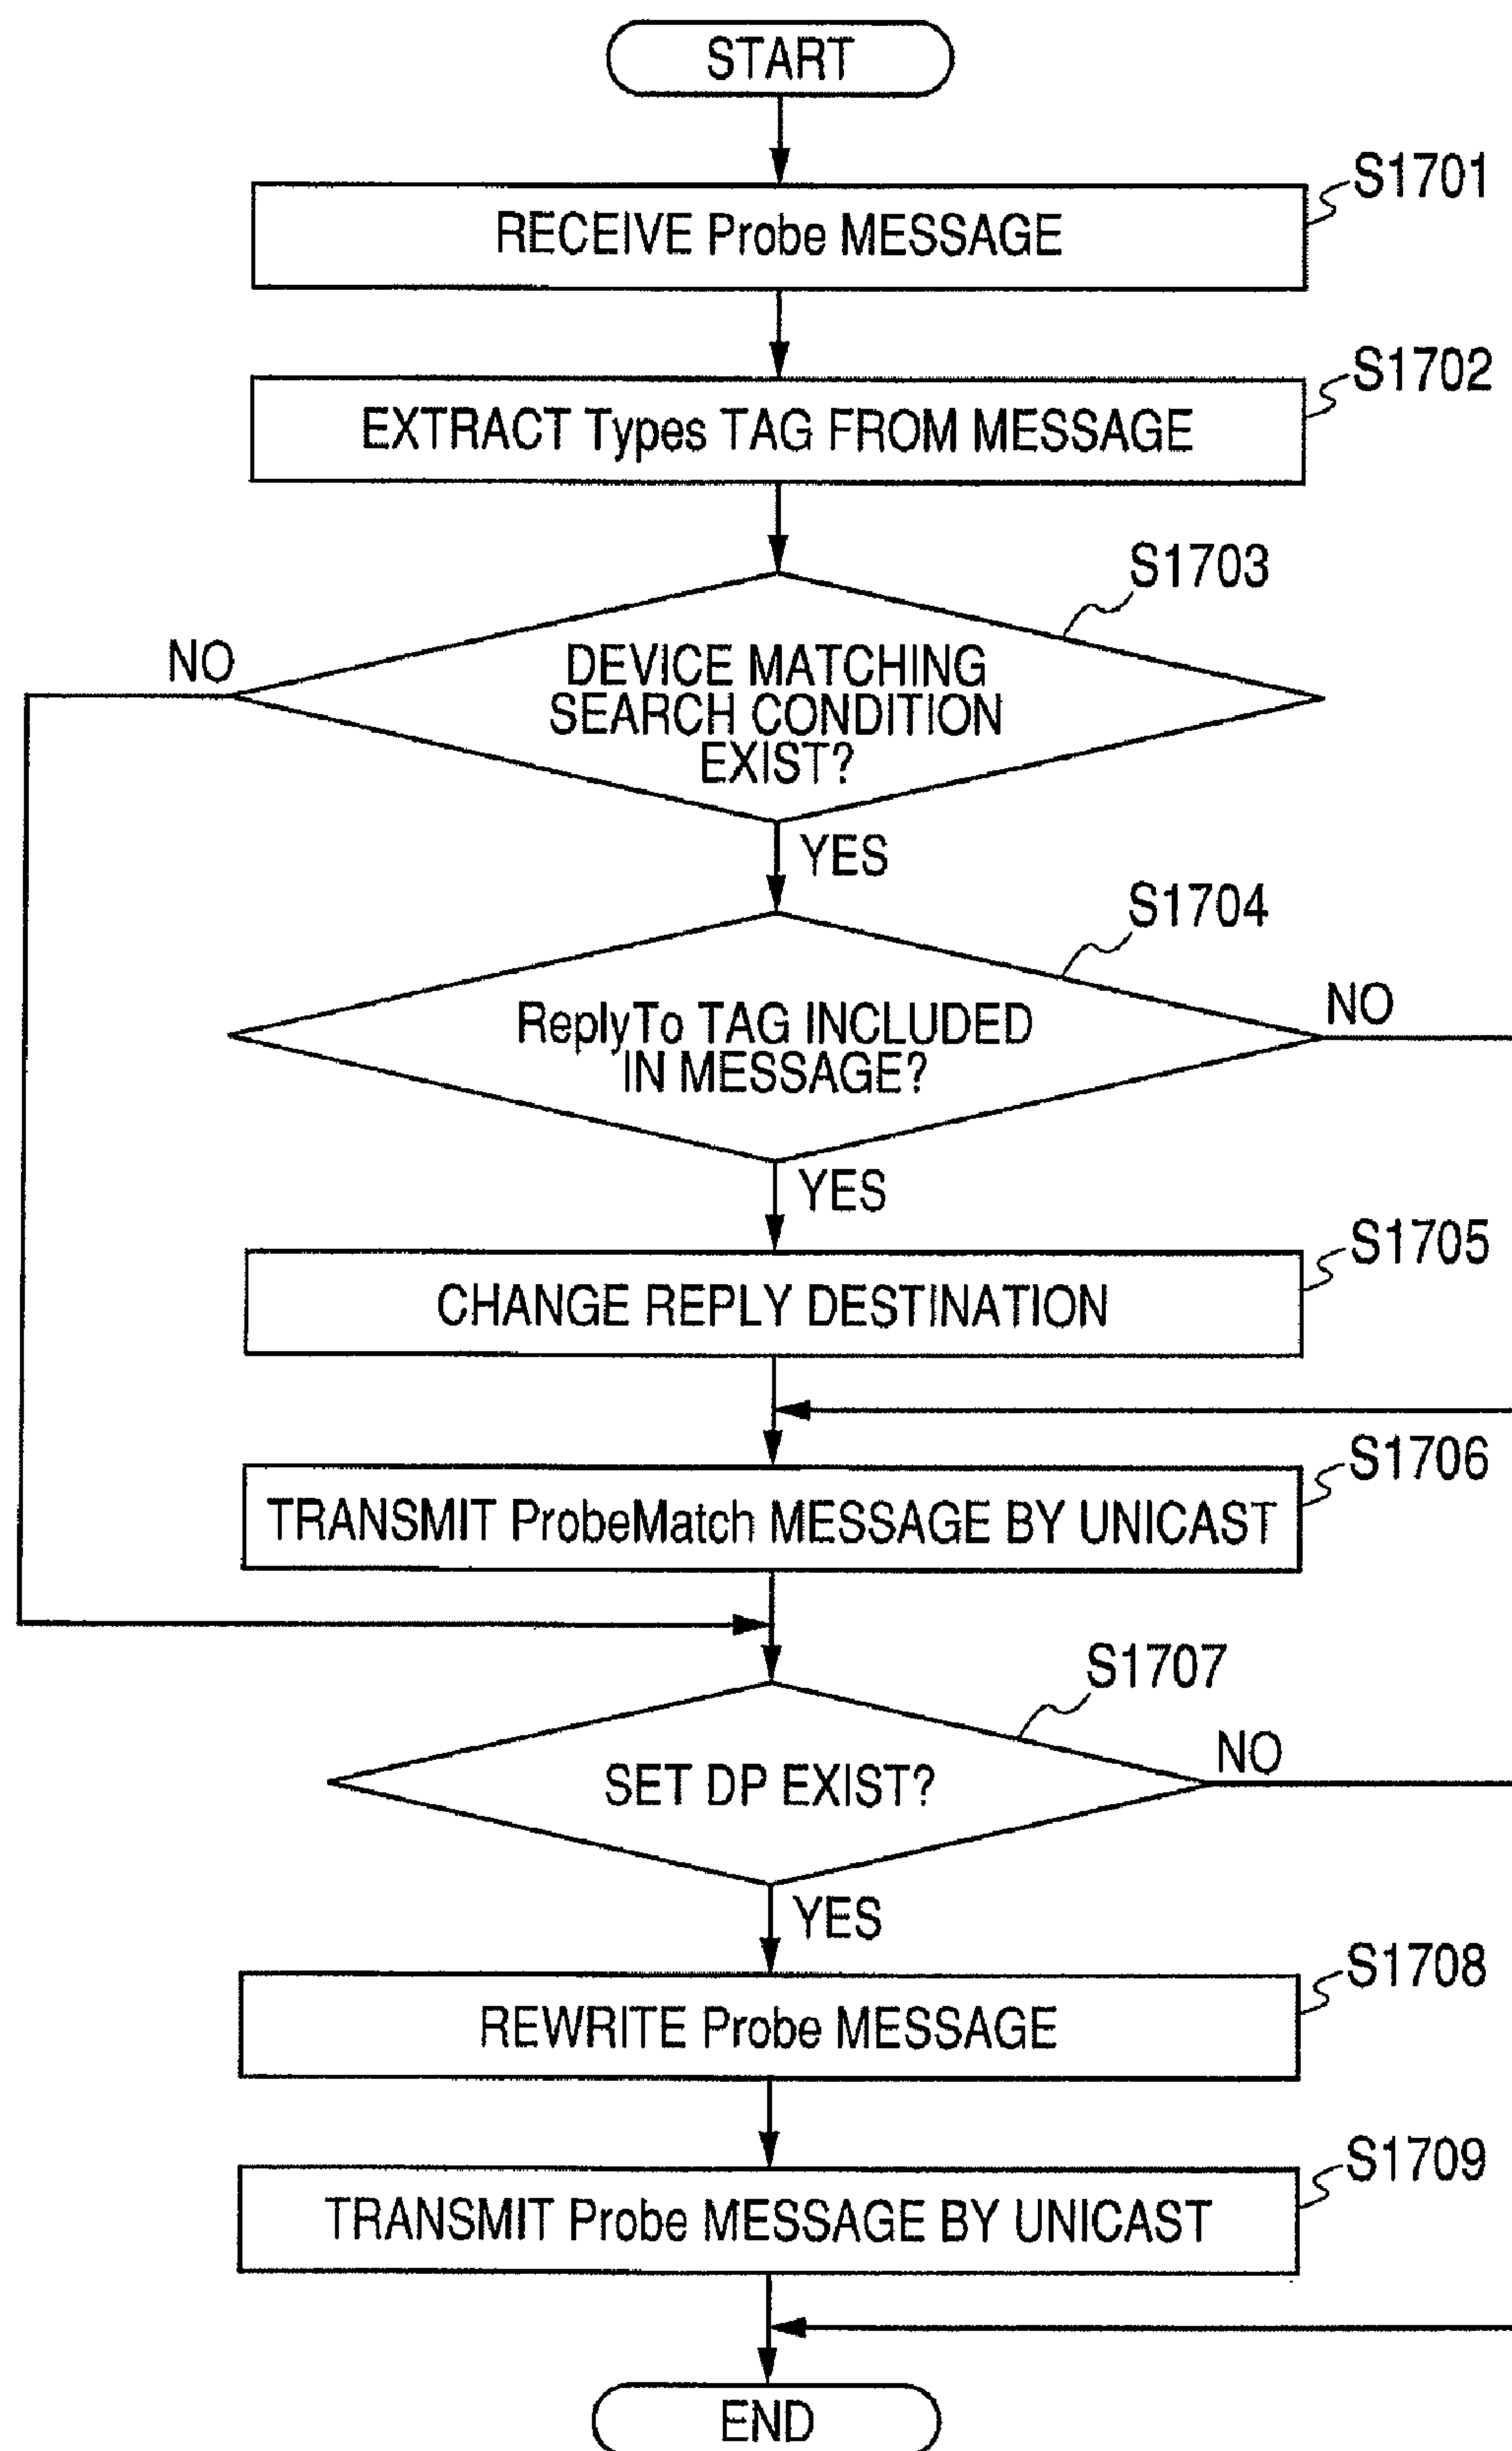 START
S1701
RECEIVE Probe MESSAGE
S1702
EXTRACT Types TAG FROM MESSAGE
S1703
NO
DEVICE MATCHING
SEARCH CONDITION
EXIST?
YES
S1704
NO
ReplyTo TAG INCLUDED
IN MESSAGE?
YES
S1705
CHANGE REPLY DESTINATION
S1706
TRANSMIT ProbeMatch MESSAGE BY UNICAST
S1707
NO
SET DP EXIST?
YES
S1708
REWRITE Probe MESSAGE
S1709
TRANSMIT Probe MESSAGE BY UNICAST
END